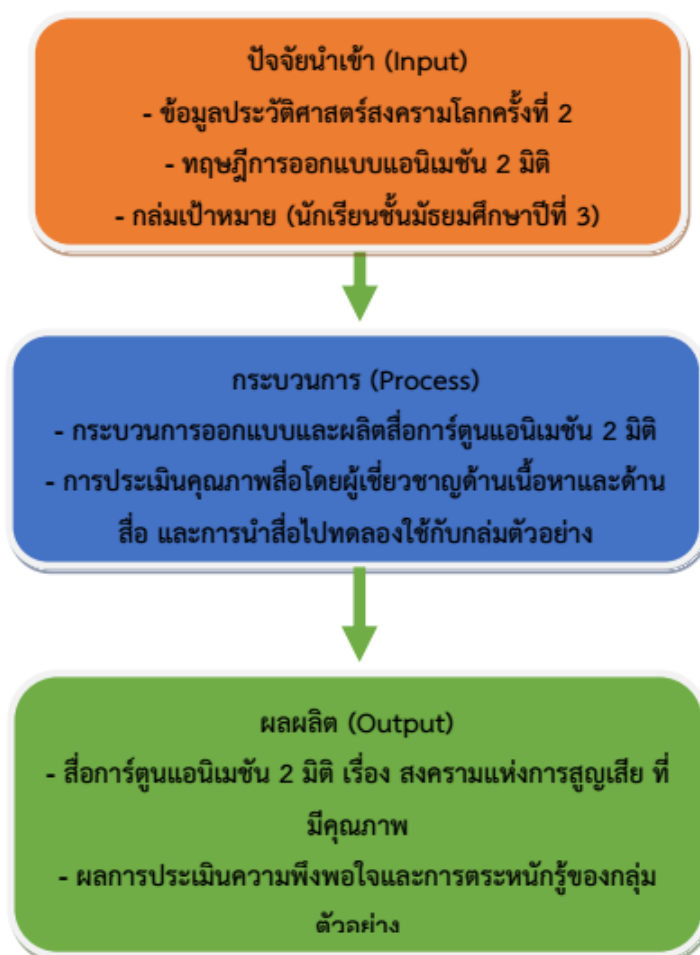 ปัจจัยนำเข้า (Input)
- ข้อมูลประวัติศาสตร์สงครามโลกครั้งที่ 2
- ทฤษฎีการออกแบบแอนิเมชัน 2 มิติ
- กลุ่มเป้าหมาย (นักเรียนชั้นมัธยมศึกษาปีที่ 3)
กระบวนการ (Process)
- กระบวนการออกแบบและผลิตสื่อการ์ตูนแอนิเมชัน 2 มิติ
- การประเมินคุณภาพสื่อโดยผู้เชี่ยวชาญด้านเนื้อหาและด้าน
สื่อ และการนำสื่อไปทดลองใช้กับกลุ่มตัวอย่าง
ผลผลิต (Output)
- สื่อการ์ตูนแอนิเมชัน 2 มิติ เรื่อง สงครามแห่งการสูญเสีย ที่
มีคุณภาพ
- ผลการประเมินความพึงพอใจและการตระหนักรู้ของกลุ่ม
ตัวอย่าง